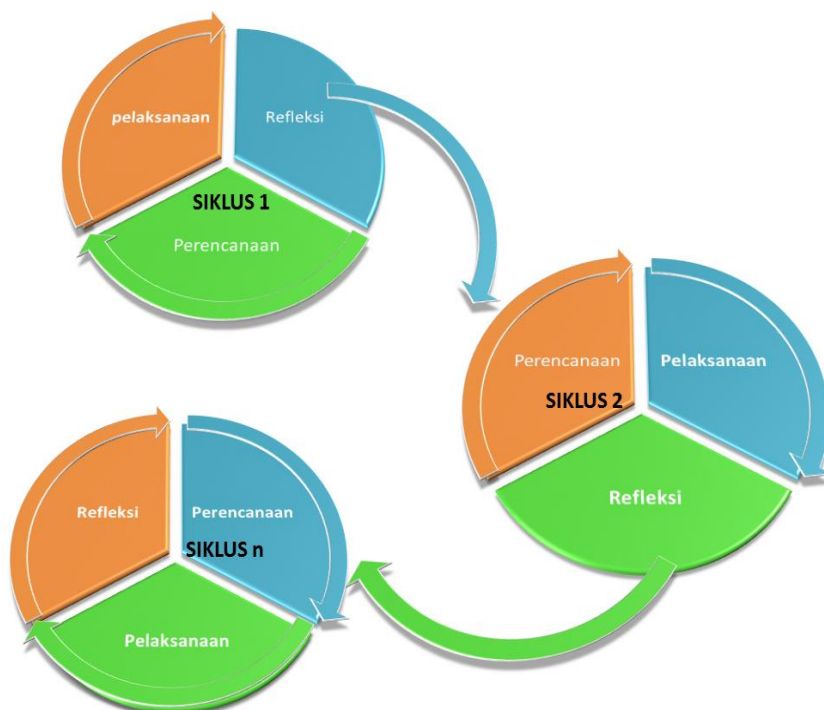 pelaksanaan
Refleksi
SIKLUS 1
Perencanaan
Perencanaan
Pelaksanaan
SIKLUS 2
Refleksi
Refleksi
Perencanaan
SIKLUS n
Pelaksanaan